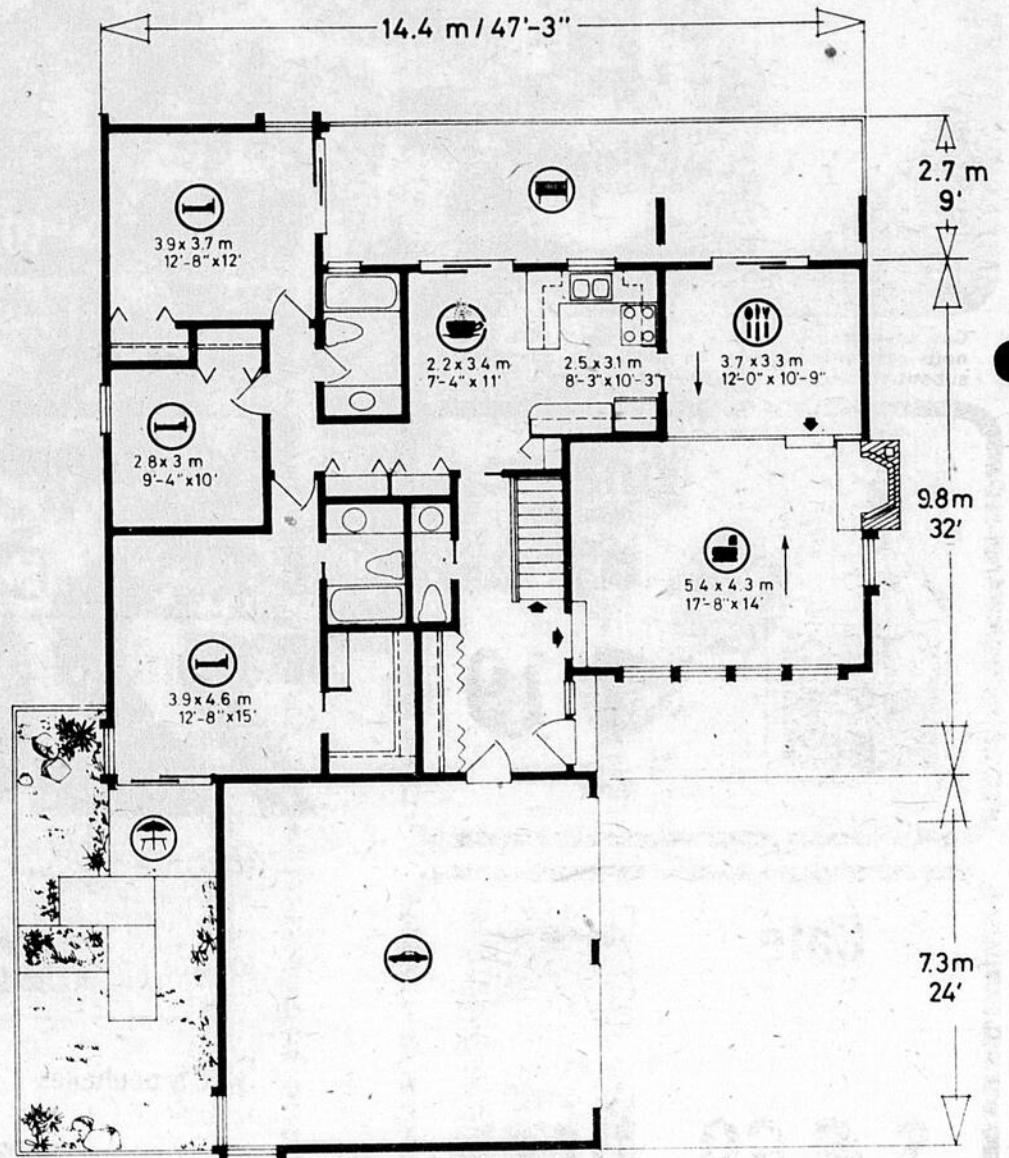 14.4 m / 47'-3"
2.7 m
9'
3.9 x 3.7 m
12'-8" x 12'
2.2 x 3.4 m
7'-4" x 11'
2.5 x 3.1 m
8'-3" x 10'-3"
3.7 x 3.3 m
12'-0" x 10'-9"
2.8 x 3 m
9'-4" x 10'
9.8 m
32'
5.4 x 4.3 m
17'-8" x 14'
3.9 x 4.6 m
12'-8" x 15'
7.3 m
24'